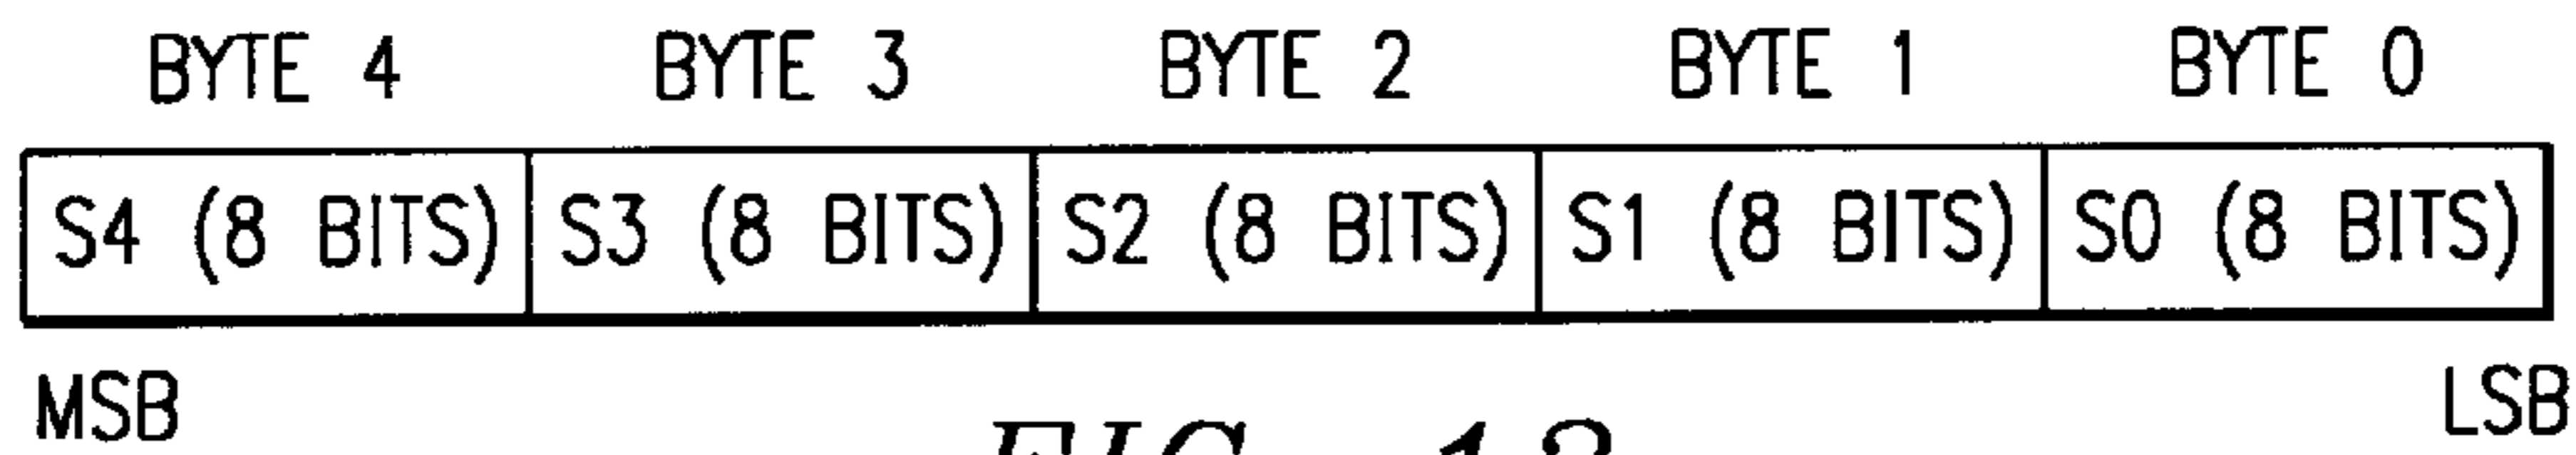 BYTE 4 BYTE 3 BYTE 2 BYTE 1 BYTE 0
S4 (8 BITS) S3 (8 BITS) S2 (8 BITS) S1 (8 BITS) S0 (8 BITS)
MSB LSB
FIG.